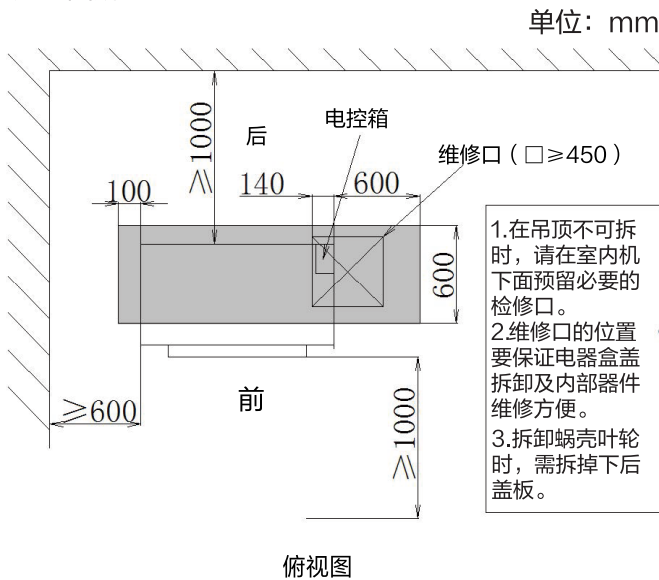 单位：mm
≥1000
后
电控箱
维修口（□≥450）
100
140
600
600
1.在吊顶不可拆
时，请在室内机
下面预留必要的
检修口。
2.维修口的位置
要保证电器盒盖
拆卸及内部器件
维修方便。
3.拆卸蜗壳叶轮
时，需拆掉下后
盖板。
≥600
前
≥1000
俯视图